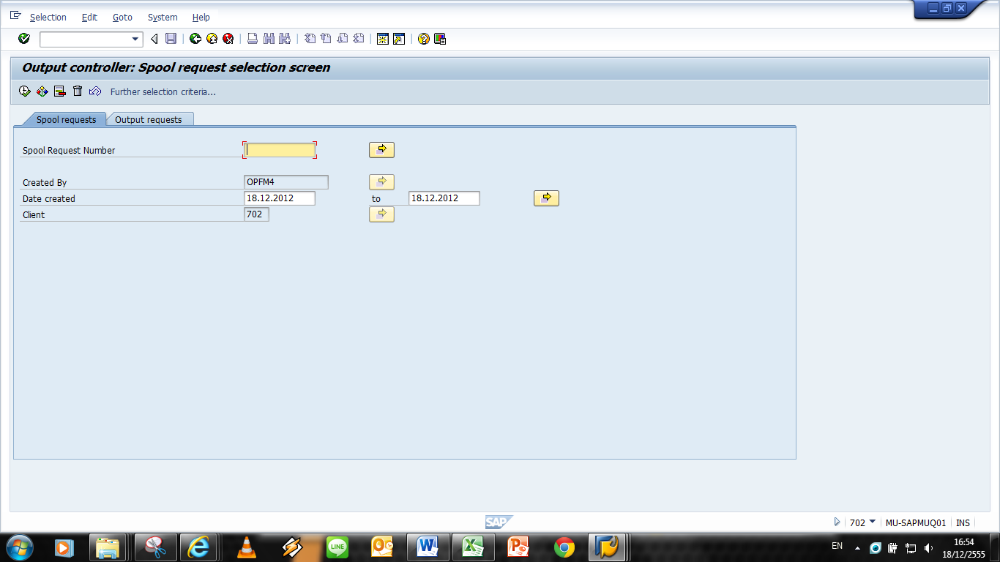 Selection Edit Goto System Help
Output controller: Spool request selection screen
Further selection criteria...
Spool requests Output requests
Spool Request Number
Created By OPFM4
Date created 18.12.2012 to 18.12.2012
Client 702
SAP
702 MU-SAPMUQ01 INS
LINE
EN
16:54
18/12/2555